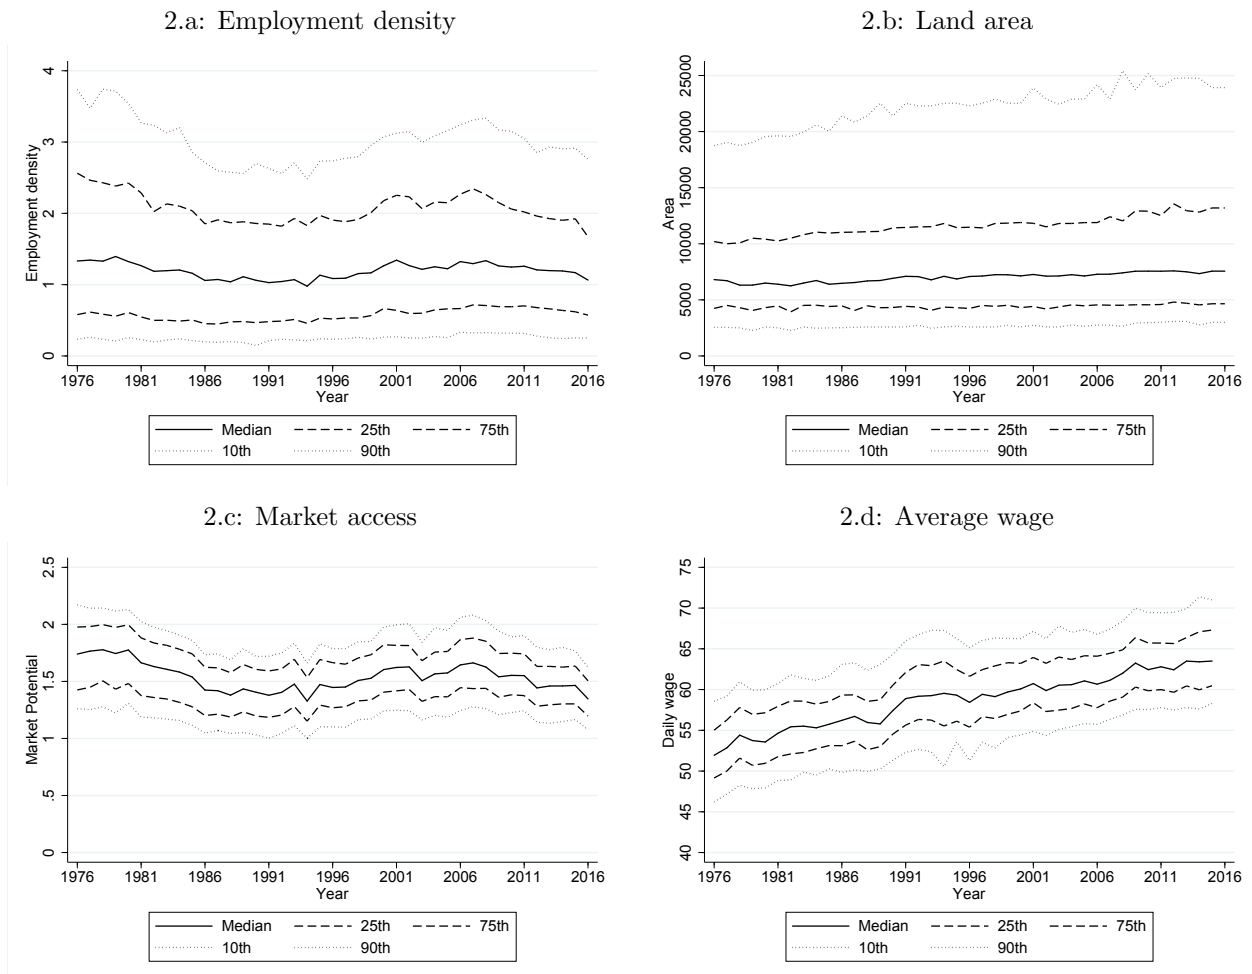 2.a: Employment density
Employment density
4
3
2
1
0
1976 1981 1986 1991 1996 2001 2006 2011 2016
Year
Median 25th 75th
10th 90th
2.b: Land area
Area
25000
20000
15000
10000
5000
0
1976 1981 1986 1991 1996 2001 2006 2011 2016
Year
Median 25th 75th
10th 90th
2.c: Market access
Market Potential
2.5
2
1.5
1
.5
0
1976 1981 1986 1991 1996 2001 2006 2011 2016
Year
Median 25th 75th
10th 90th
2.d: Average wage
Daily wage
75
70
65
60
55
50
45
40
1976 1981 1986 1991 1996 2001 2006 2011 2016
Year
Median 25th 75th
10th 90th